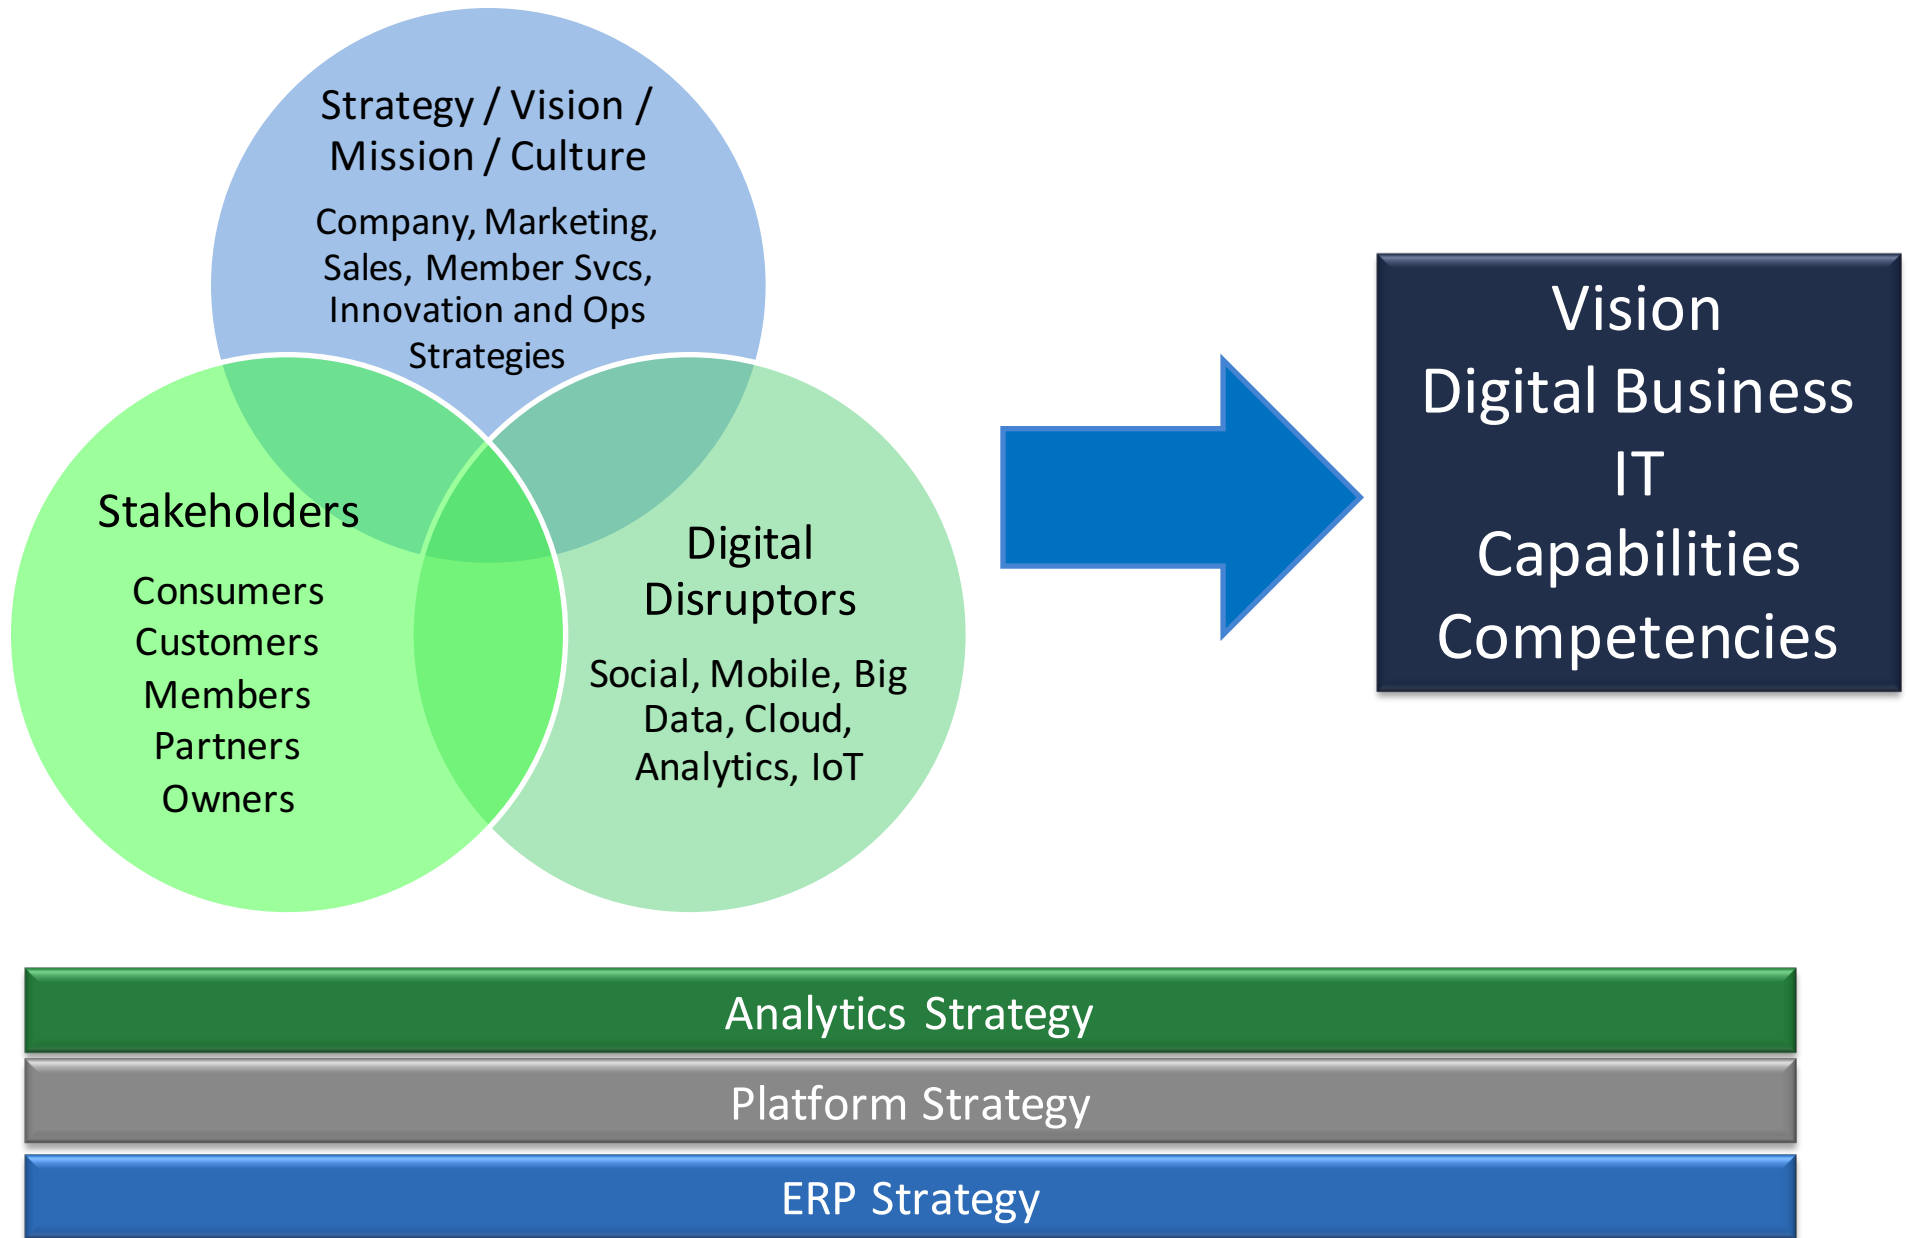 Strategy / Vision /
Mission / Culture
Company, Marketing,
Sales, Member Svcs,
Innovation and Ops
Strategies
Stakeholders
Consumers
Customers
Members
Partners
Owners
Digital
Disruptors
Social, Mobile, Big
Data, Cloud,
Analytics, IoT
Vision
Digital Business
IT
Capabilities
Competencies
Analytics Strategy
Platform Strategy
ERP Strategy